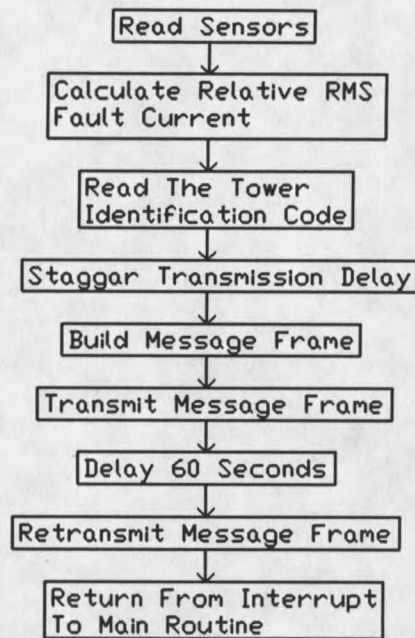 Read Sensors
Calculate Relative RMS
Fault Current
Read The Tower
Identification Code
Staggar Transmission Delay
Build Message Frame
Transmit Message Frame
Delay 60 Seconds
Retransmit Message Frame
Return From Interrupt
To Main Routine